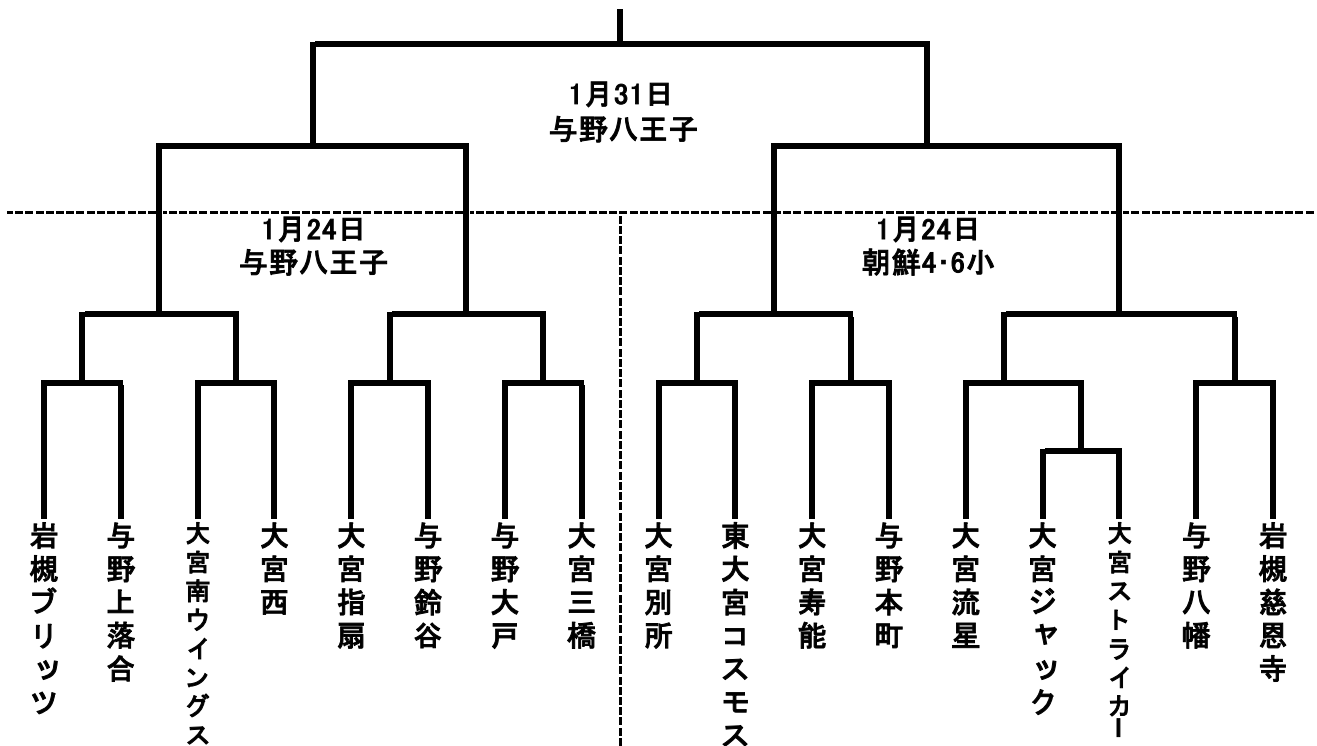 1月31日
与野八王子
1月24日
与野八王子
1月24日
朝鮮4・6小
岩槻ブリッツ
与野上落合
大宮南ウイングス
大宮西
大宮指扇
与野鈴谷
与野大戸
大宮三橋
大宮別所
東大宮コスモス
大宮寿能
与野本町
大宮流星
大宮ジャック
大宮ストライカー
与野八幡
岩槻慈恩寺